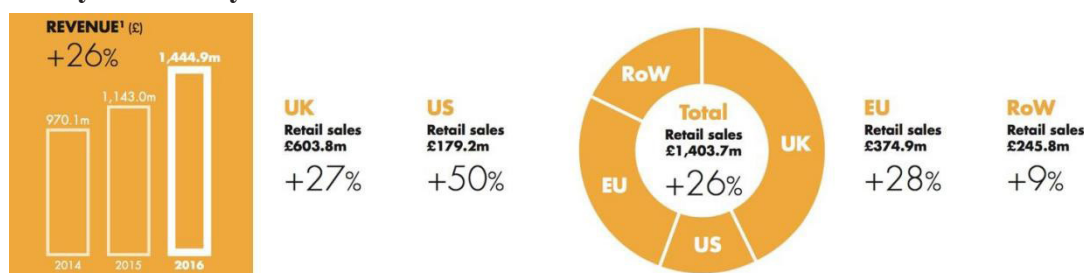 REVENUE¹ (£)
+26%
1,444.9m
1,143.0m
970.1m
2014 2015 2016
UK
Retail sales
£603.8m
+27%
US
Retail sales
£179.2m
+50%
RoW
UK
EU
US
Total
Retail sales
£1,403.7m
+26%
EU
Retail sales
£374.9m
+28%
RoW
Retail sales
£245.8m
+9%